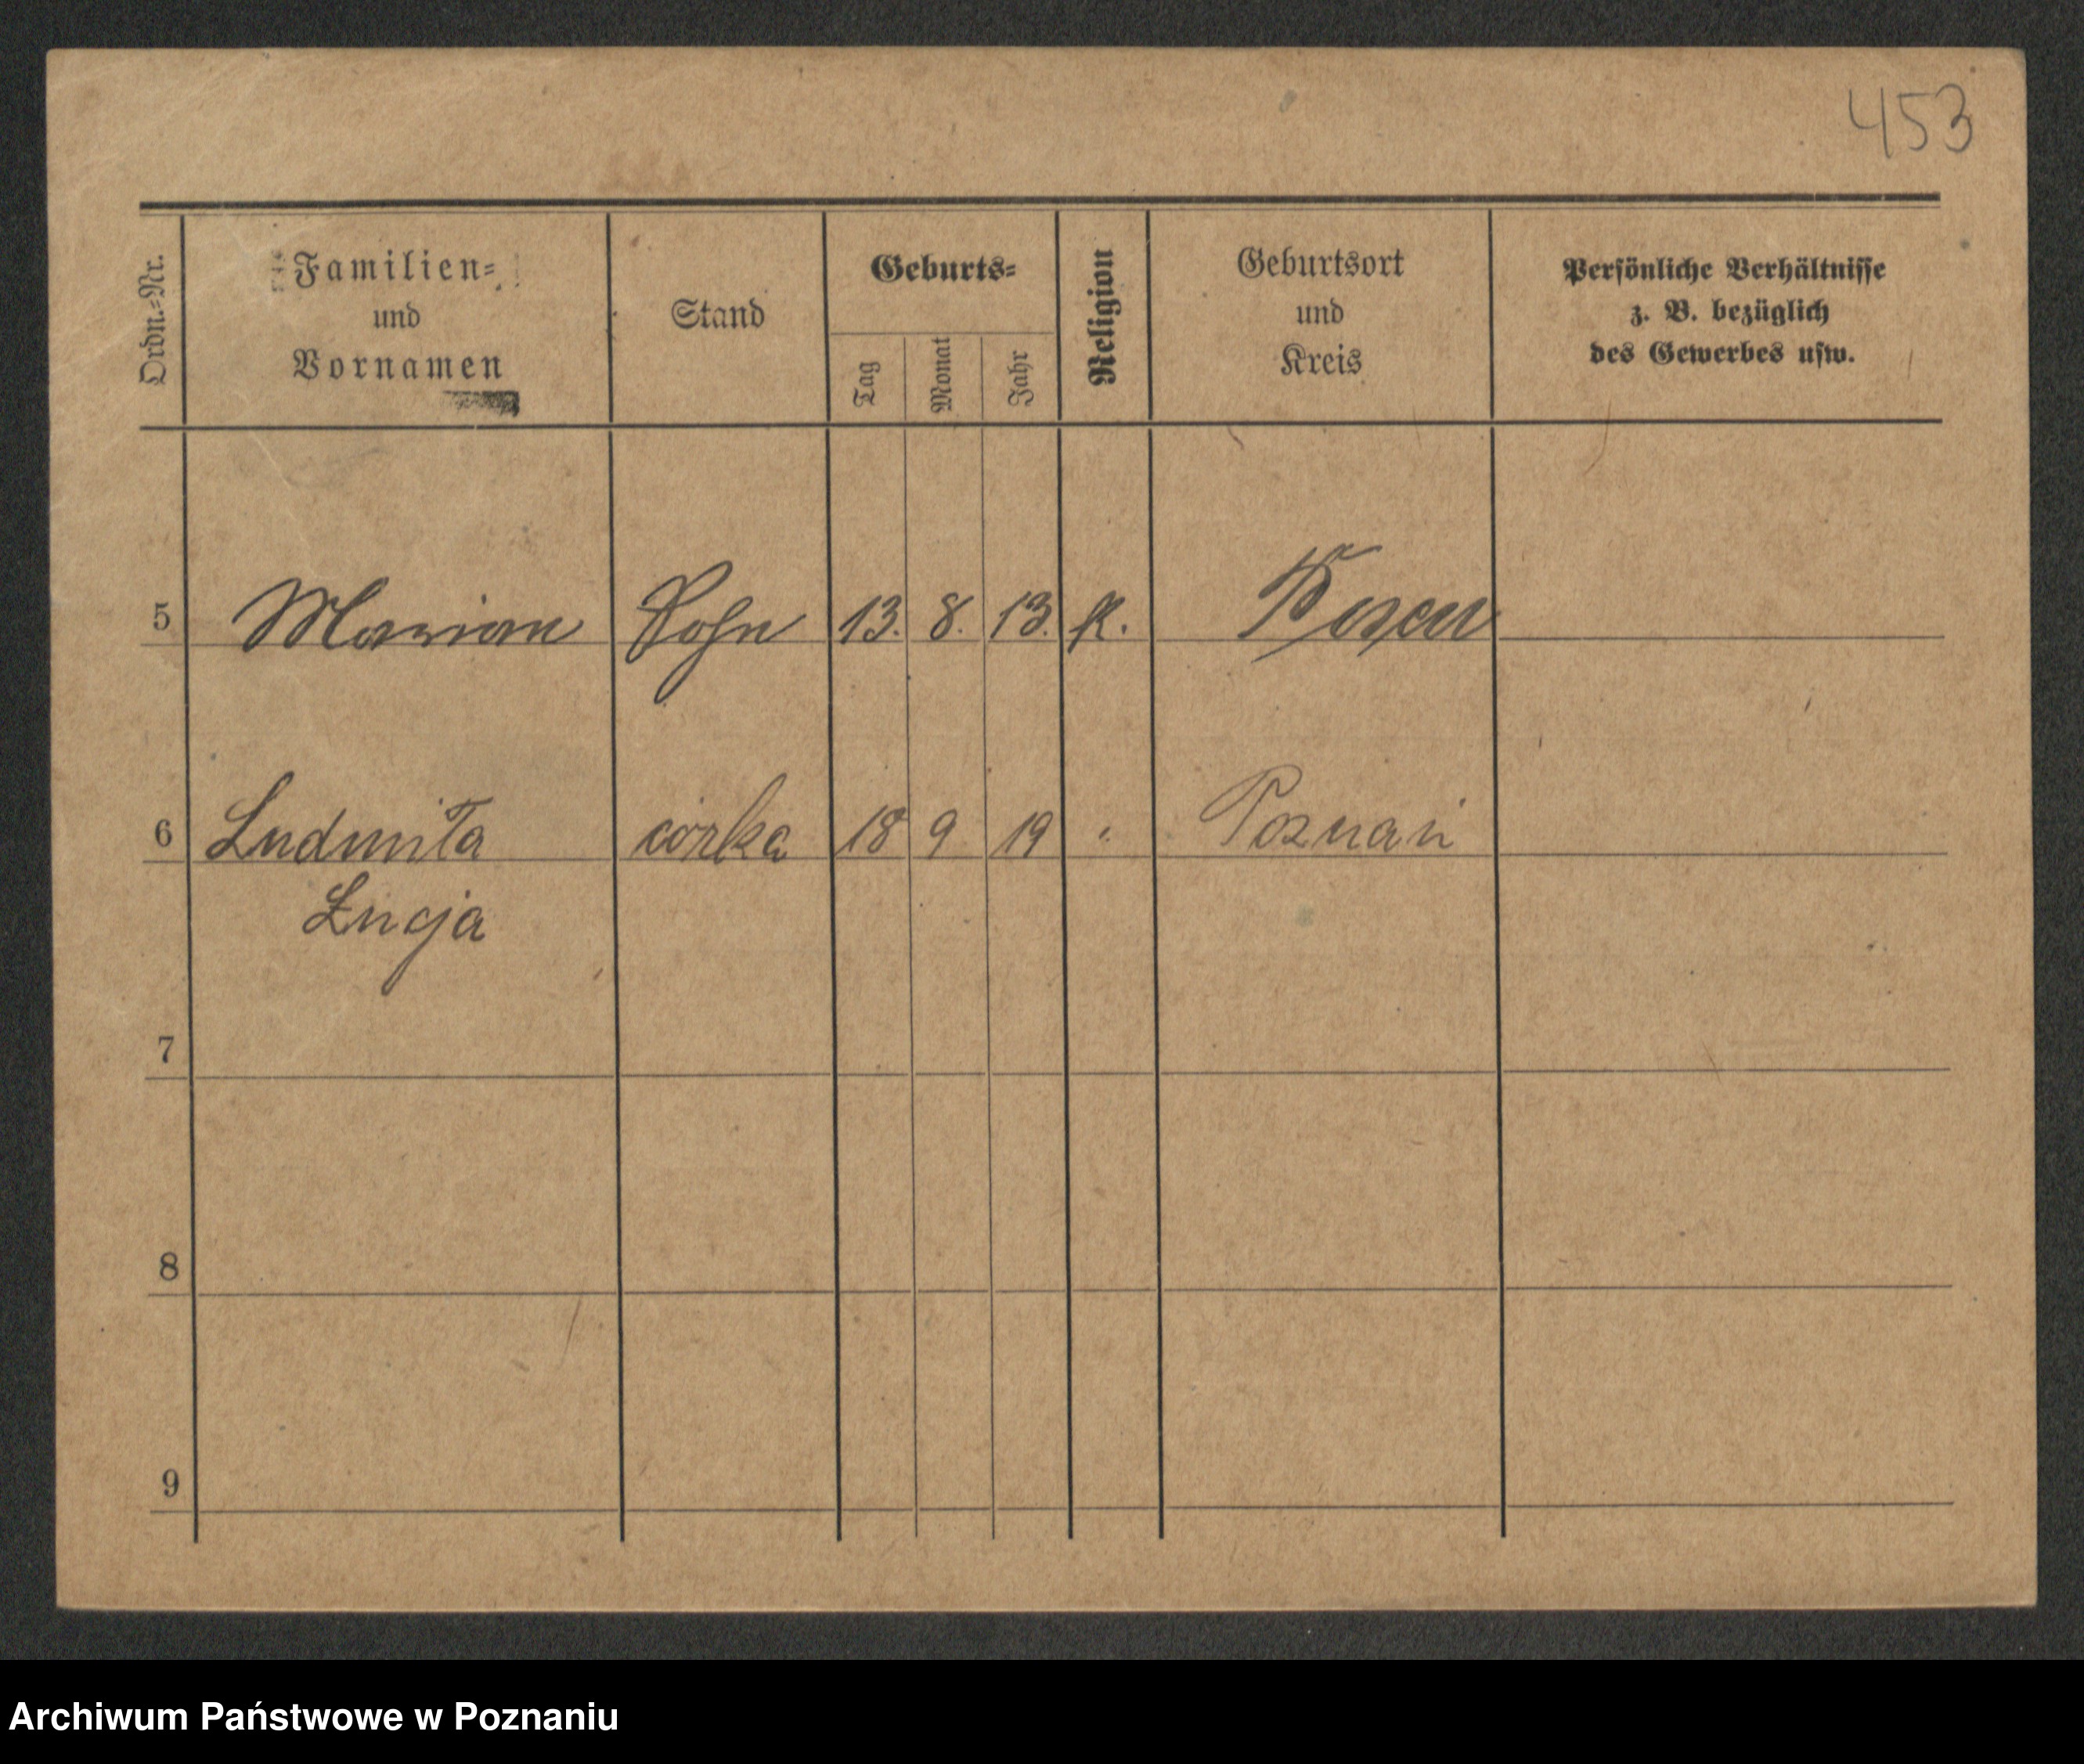 453
Ordn.-Nr.
Familien-
und
Vornamen
Stand
Geburts-
Tag
Monat
Jahr
Religion
Geburtsort
und
Kreis
Persönliche Verhältnisse
z. B. bezüglich
des Gewerbes usw.
5 Marian Sohn 13. 8. 13. K. Posen
6 Ludmiła córka 18 9 19 " Poznań
Łucja
7
8
9
Archiwum Państwowe w Poznaniu